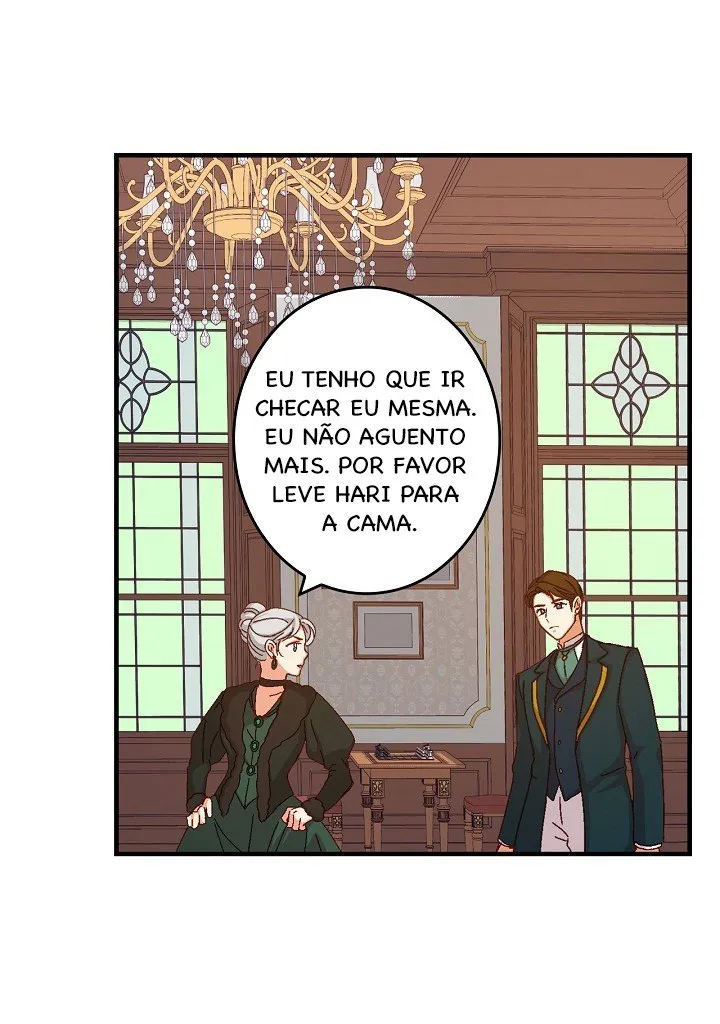 EU TENHO QUE IR
CHECAR EU MESMA.
EU NÃO AGUENTO
MAIS. POR FAVOR
LEVE HARI PARA
A CAMA.